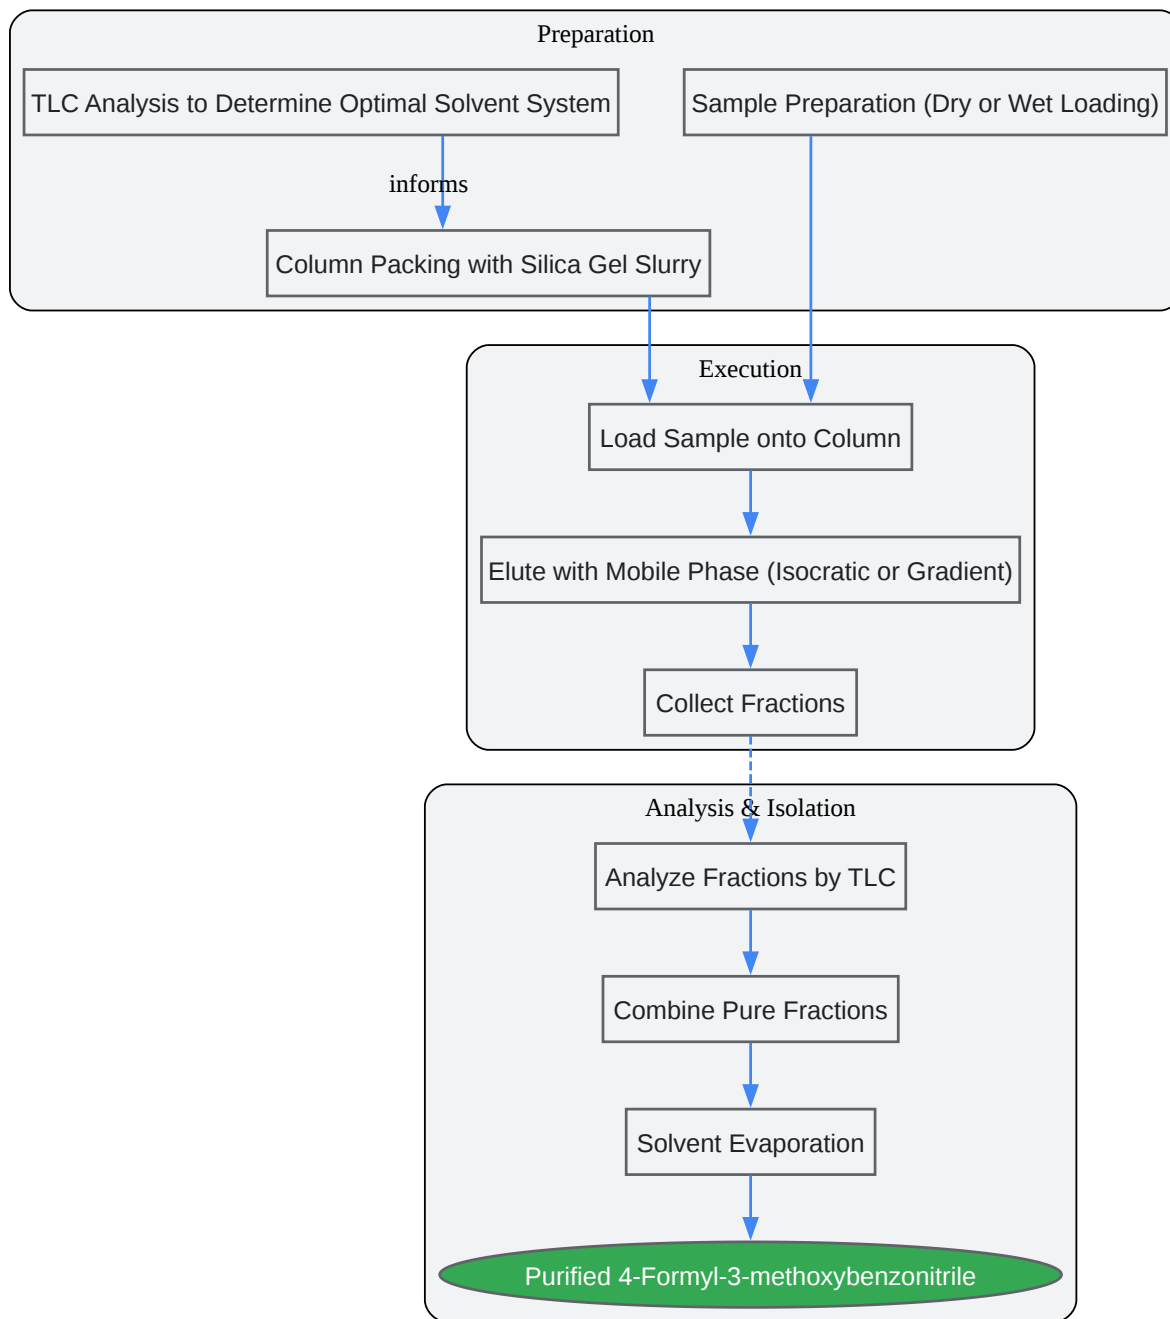 Preparation
TLC Analysis to Determine Optimal Solvent System
Sample Preparation (Dry or Wet Loading)
informs
Column Packing with Silica Gel Slurry
Execution
Load Sample onto Column
Elute with Mobile Phase (Isocratic or Gradient)
Collect Fractions
Analysis & Isolation
Analyze Fractions by TLC
Combine Pure Fractions
Solvent Evaporation
Purified 4-Formyl-3-methoxybenzonitrile